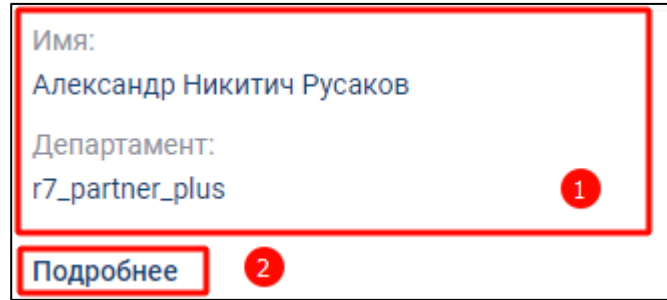 Имя:
Александр Никитич Русаков
Департамент:
r7_partner_plus
1
Подробнее
2